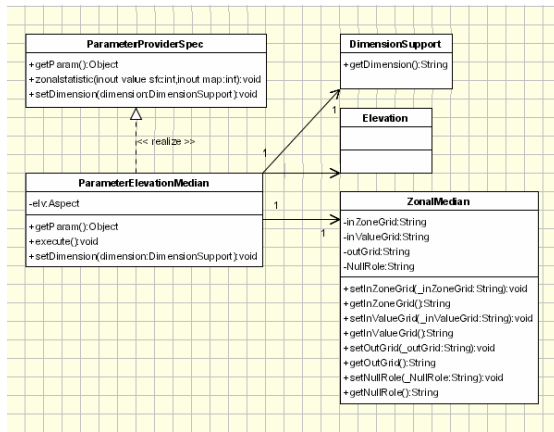 ParameterProviderSpec
+getParam():Object
+zonalstatistic(inout value sfc:int,inout map:int):void
+setDimension(dimension:DimensionSupport):void
DimensionSupport
+getDimension():String
Elevation
<< realize >>
1
1
ParameterElevationMedian
-elv:Aspect
+getParam():Object
+execute():void
+setDimension(dimension:DimensionSupport):void
1
1
ZonalMedian
-inZoneGrid:String
-inValueGrid:String
-outGrid:String
-NullRole:String
+setInZoneGrid(_inZoneGrid:String):void
+getInZoneGrid():String
+setInValueGrid(_inValueGrid:String):void
+getInValueGrid():String
+setOutGrid(_outGrid:String):void
+getOutGrid():String
+setNullRole(_NullRole:String):void
+getNullRole():String